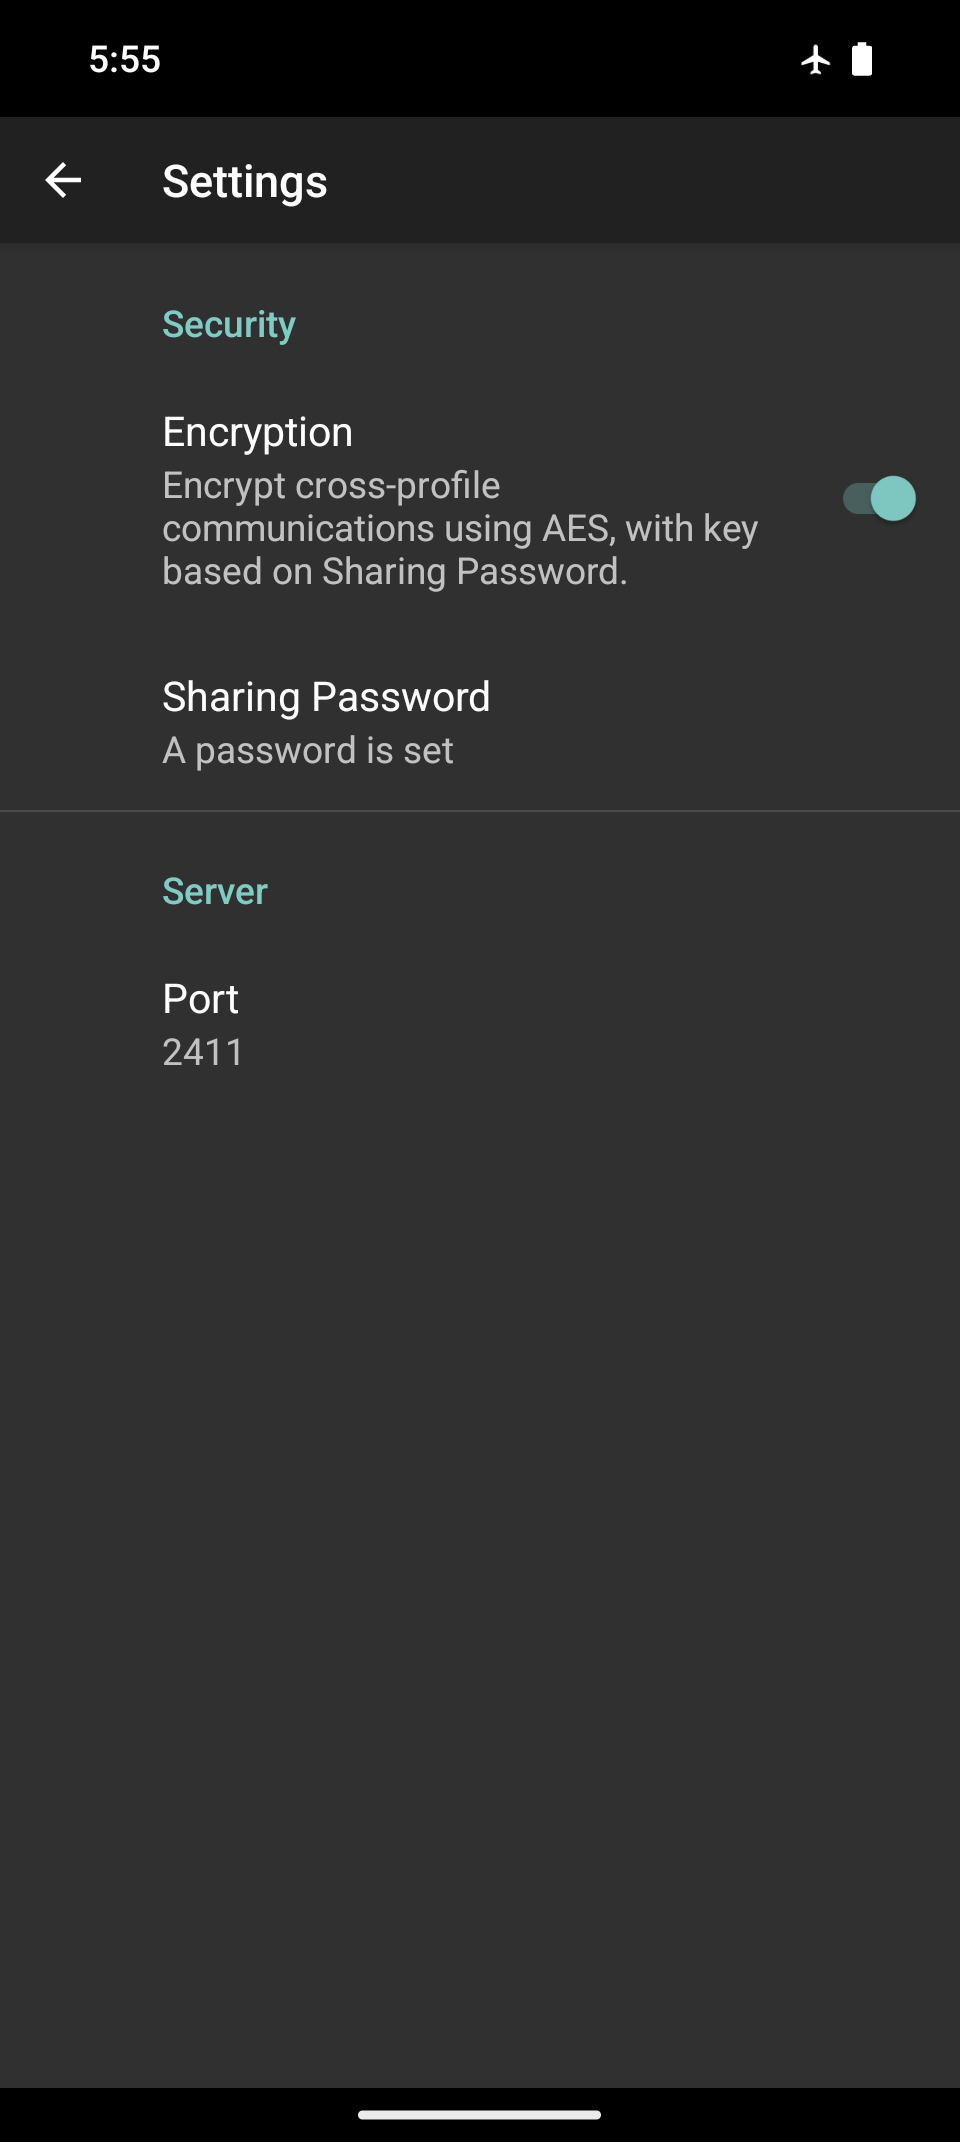 5:55
Settings
Security
Encryption
Encrypt cross-profile
communications using AES, with key
based on Sharing Password.
Sharing Password
A password is set
Server
Port
2411